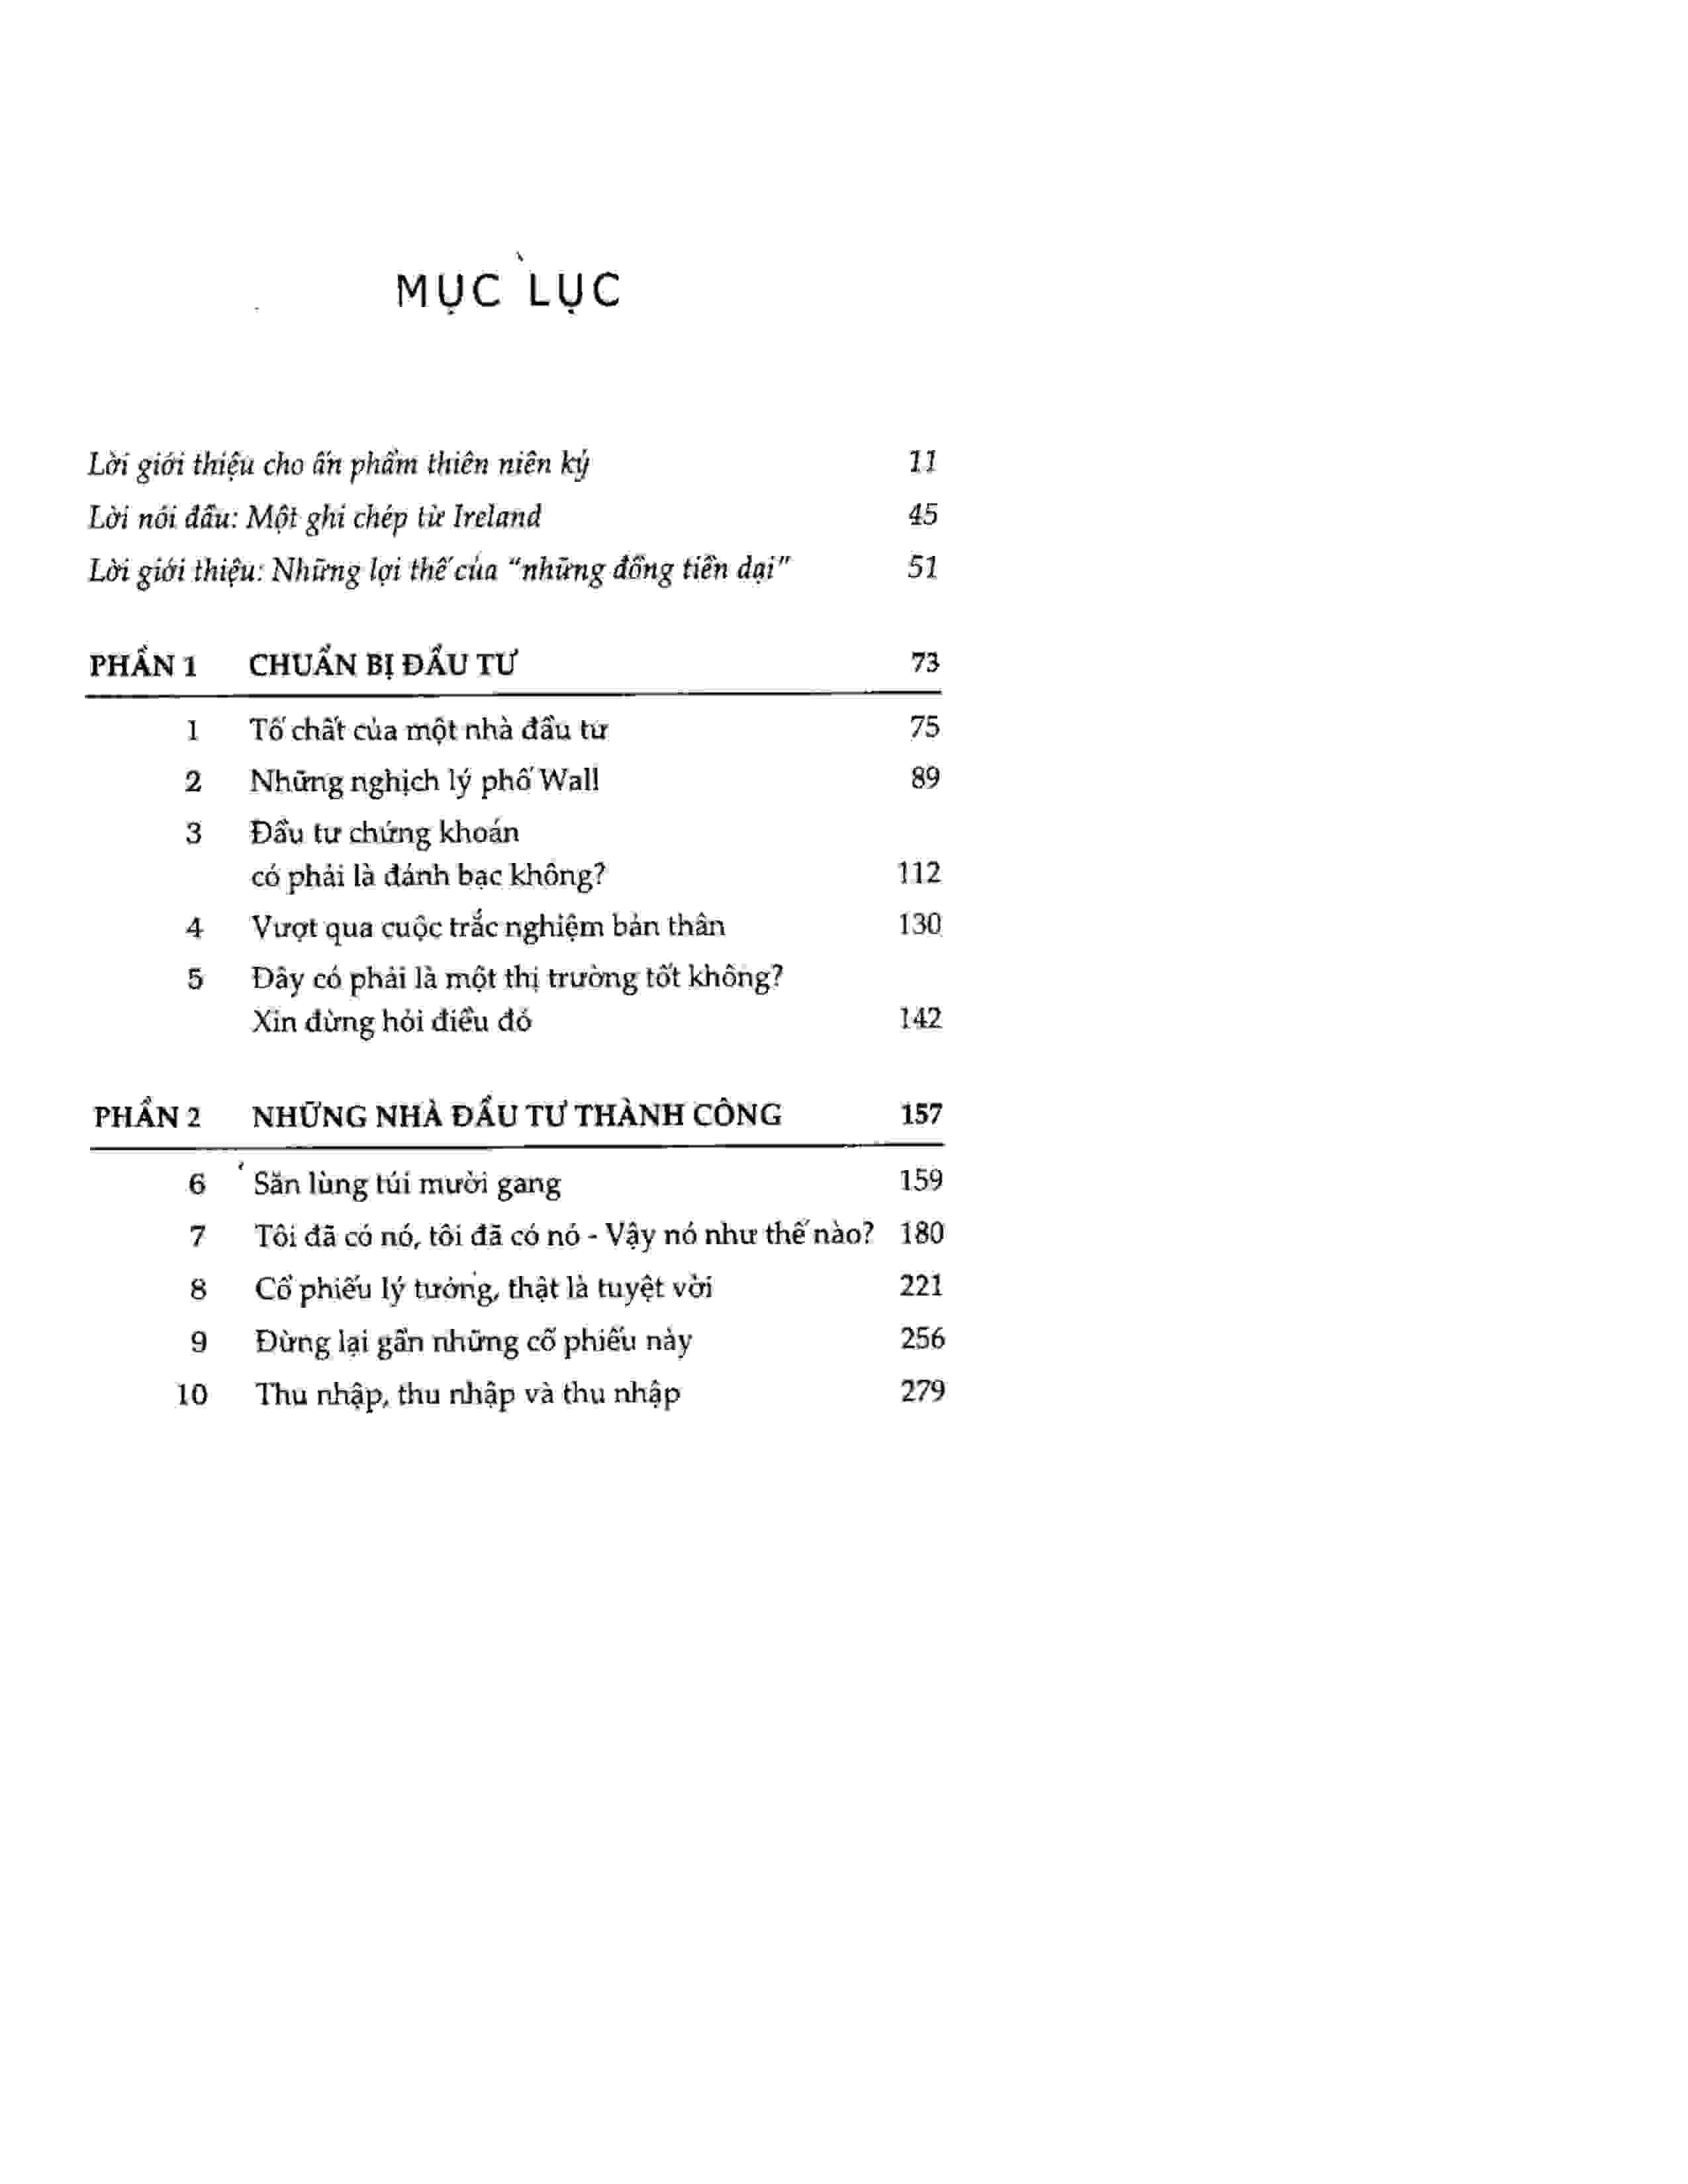 MỤC LỤC
Lời giới thiệu cho ấn phẩm thiên niên kỷ 11
Lời nói đầu: Một ghi chép từ Ireland 45
Lời giới thiệu: Những lợi thế của “những đồng tiền dại” 51
PHẦN 1 CHUẨN BỊ ĐẦU TƯ 73
1 Tố chất của một nhà đầu tư 75
2 Những nghịch lý phố Wall 89
3 Đầu tư chứng khoán
có phải là đánh bạc không? 112
4 Vượt qua cuộc trắc nghiệm bản thân 130
5 Đây có phải là một thị trường tốt không?
Xin đừng hỏi điều đó 142
PHẦN 2 NHỮNG NHÀ ĐẦU TƯ THÀNH CÔNG 157
6 Săn lùng túi mười gang 159
7 Tôi đã có nó, tôi đã có nó - Vậy nó như thế nào? 180
8 Cổ phiếu lý tưởng, thật là tuyệt vời 221
9 Đừng lại gần những cổ phiếu này 256
10 Thu nhập, thu nhập và thu nhập 279